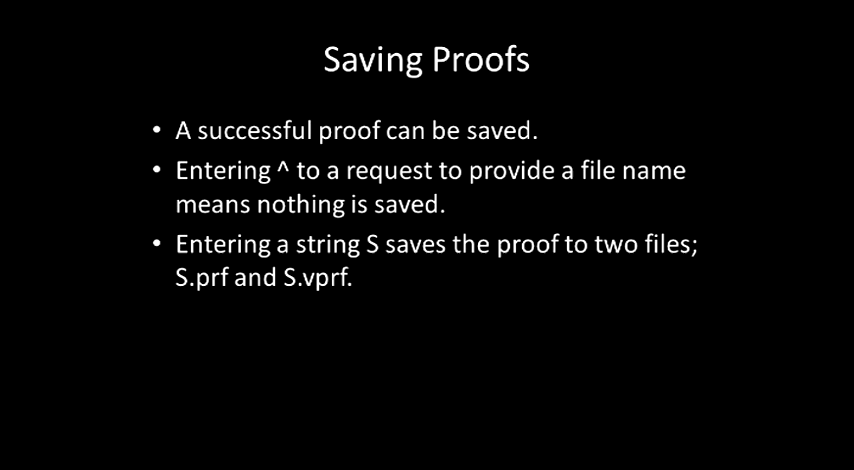 Saving Proofs
• A successful proof can be saved.
• Entering ^ to a request to provide a file name
means nothing is saved.
• Entering a string S saves the proof to two files;
S.prf and S.vprf.